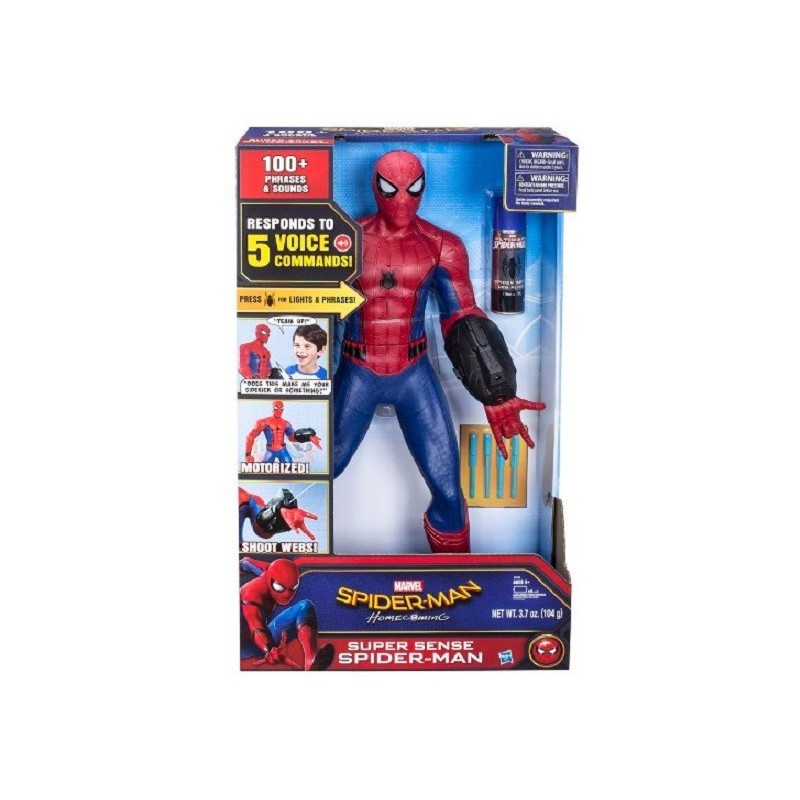 100+
PHRASES
& SOUNDS
RESPONDS TO
5 VOICE
COMMANDS!
PRESS FOR LIGHTS & PHRASES!
"TEAM UP!"
"DOES THIS MAKE ME YOUR
SIDEKICK OR SOMETHING?"
MOTORIZED!
SHOOT WEBS!
WARNING:
WARNING:
MARVEL
SPIDER-MAN
HOMECOMING
SUPER SENSE
SPIDER-MAN
NET WT. 3.7 oz. (104 g)
Hasbro